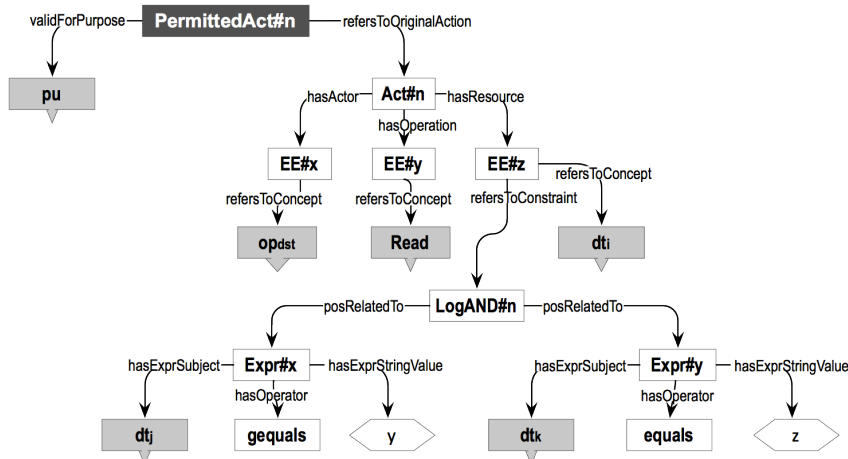 validForPurpose PermittedAct#n refersToOriginalAction
pu
hasActor Act#n hasResource
hasOperation
EE#x EE#y EE#z
refersToConcept
refersToConcept refersToConcept refersToConstraint
opdst Read dti
posRelatedTo LogAND#n posRelatedTo
hasExprSubject Expr#x hasExprStringValue hasExprSubject Expr#y hasExprStringValue
hasOperator hasOperator
dtj gequals y dtk equals z